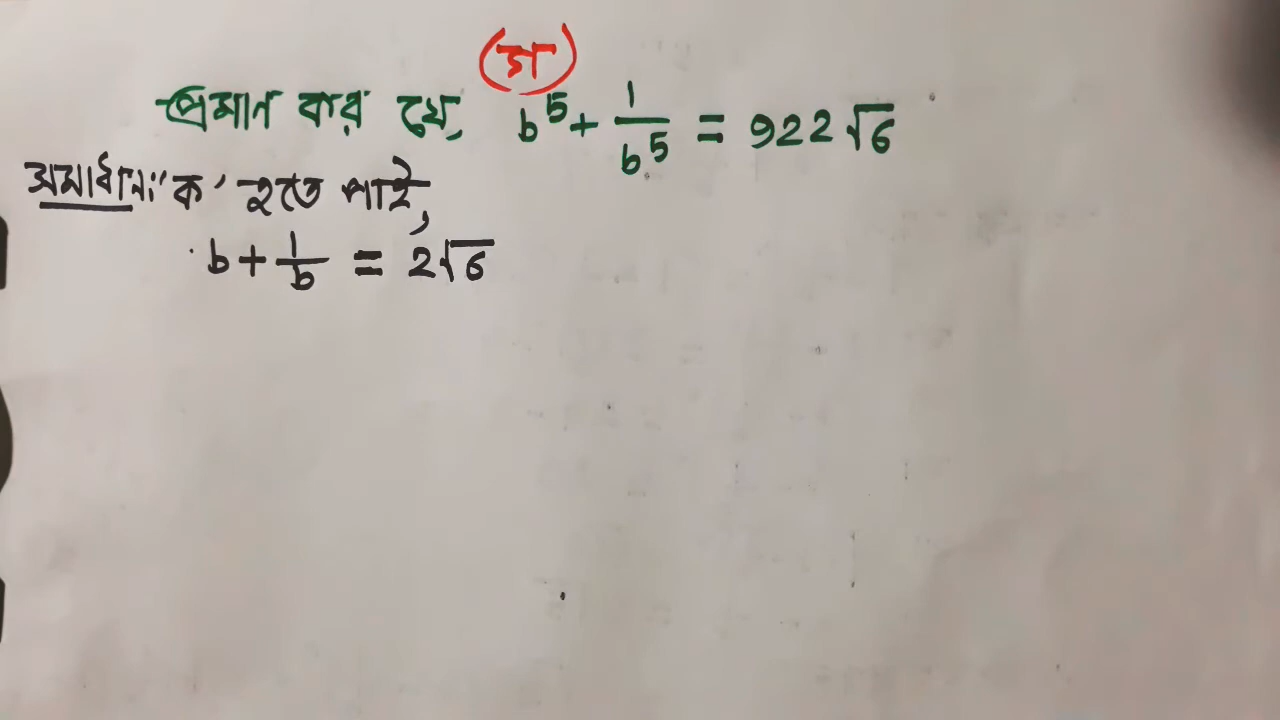 (গ)
প্রমান কর যে, b⁵ + 1/b⁵ = 922√6
সমাধান: "ক' হতে পাই,
b + 1/b = 2√6